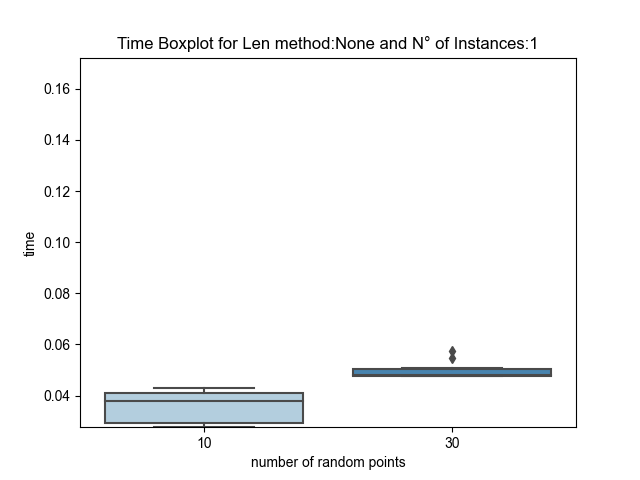 Time Boxplot for Len method:None and N° of Instances:1
0.16
0.14
0.12
0.10
0.08
0.06
0.04
time
10 30
number of random points